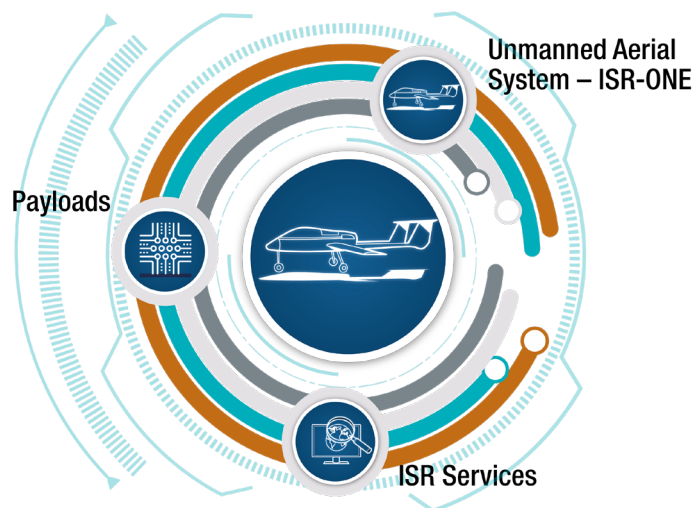 Unmanned Aerial
System – ISR-ONE
Payloads
ISR Services